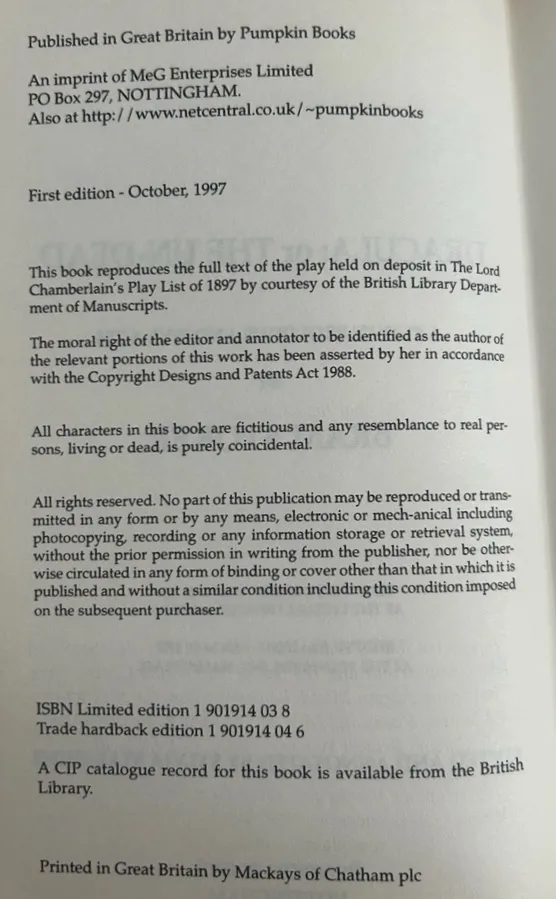 Published in Great Britain by Pumpkin Books
An imprint of MeG Enterprises Limited
PO Box 297, NOTTINGHAM.
Also at http://www.netcentral.co.uk/~pumpkinbooks
First edition - October, 1997
This book reproduces the full text of the play held on deposit in The Lord
Chamberlain's Play List of 1897 by courtesy of the British Library Depart-
ment of Manuscripts.
The moral right of the editor and annotator to be identified as the author of
the relevant portions of this work has been asserted by her in accordance
with the Copyright Designs and Patents Act 1988.
All characters in this book are fictitious and any resemblance to real per-
sons, living or dead, is purely coincidental.
All rights reserved. No part of this publication may be reproduced or trans-
mitted in any form or by any means, electronic or mech-anical including
photocopying, recording or any information storage or retrieval system,
without the prior permission in writing from the publisher, nor be other-
wise circulated in any form of binding or cover other than that in which it is
published and without a similar condition including this condition imposed
on the subsequent purchaser.
ISBN Limited edition 1 901914 03 8
Trade hardback edition 1 901914 04 6
A CIP catalogue record for this book is available from the British
Library.
Printed in Great Britain by Mackays of Chatham plc